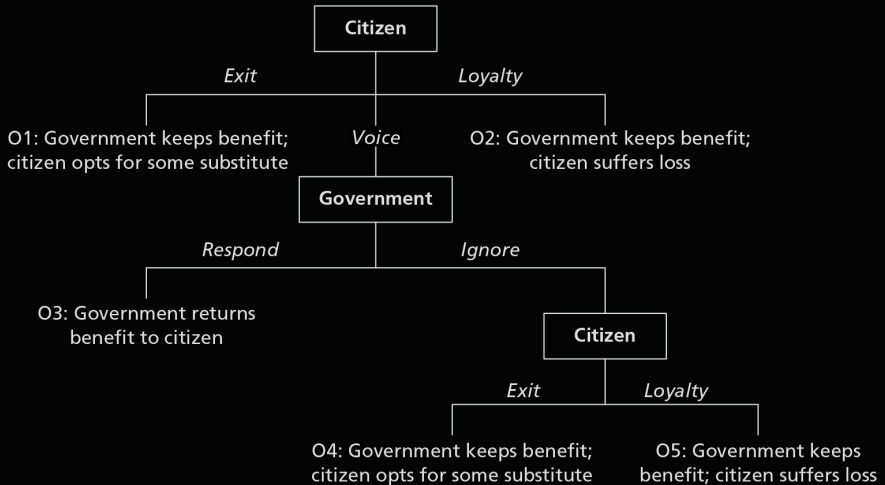 Citizen
Exit
Loyalty
O1: Government keeps benefit;
citizen opts for some substitute
Voice
O2: Government keeps benefit;
citizen suffers loss
Government
Respond
Ignore
O3: Government returns
benefit to citizen
Citizen
Exit
Loyalty
O4: Government keeps benefit;
citizen opts for some substitute
O5: Government keeps
benefit; citizen suffers loss